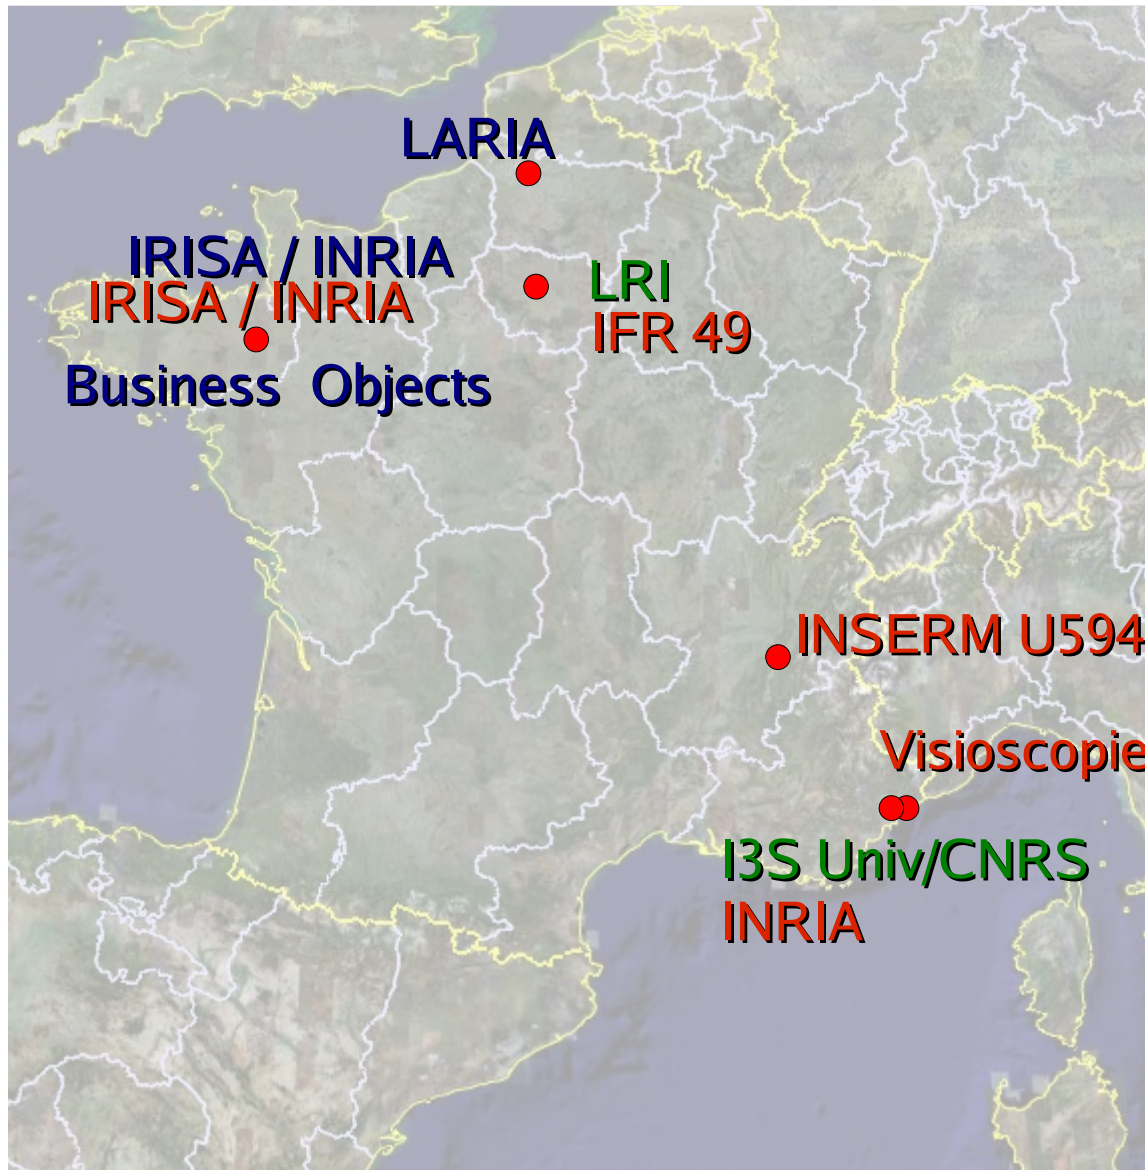 LARIA
IRISA / INRIA
IRISA / INRIA
LRI
IFR 49
Business Objects
INSERM U594
Visioscopie
I3S Univ/CNRS
INRIA